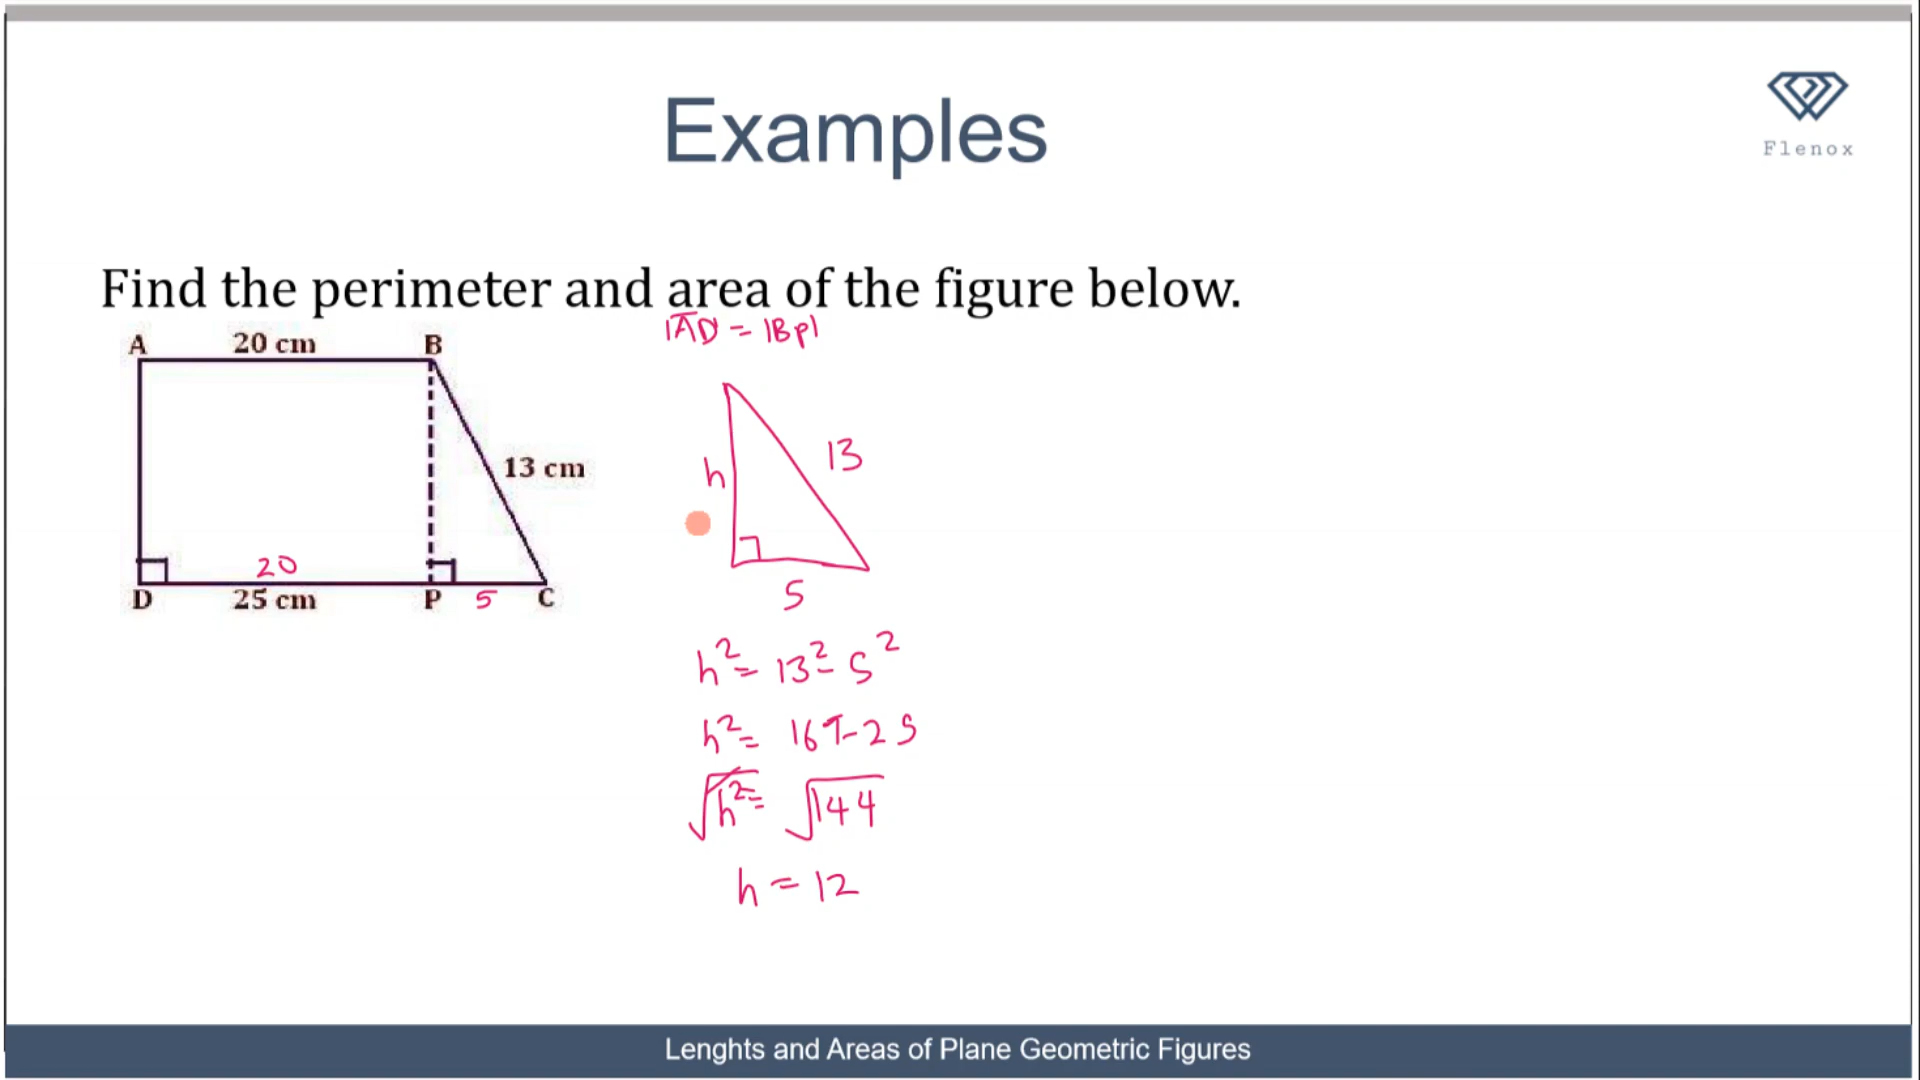 Examples
Flenox
Find the perimeter and area of the figure below.
|AD| = |BP|
A 20 cm B
13 cm
20
D 25 cm P 5 C
h 13
5
h² = 13² - 5²
h² = 169 - 25
√h² = √144
h = 12
Lenghts and Areas of Plane Geometric Figures